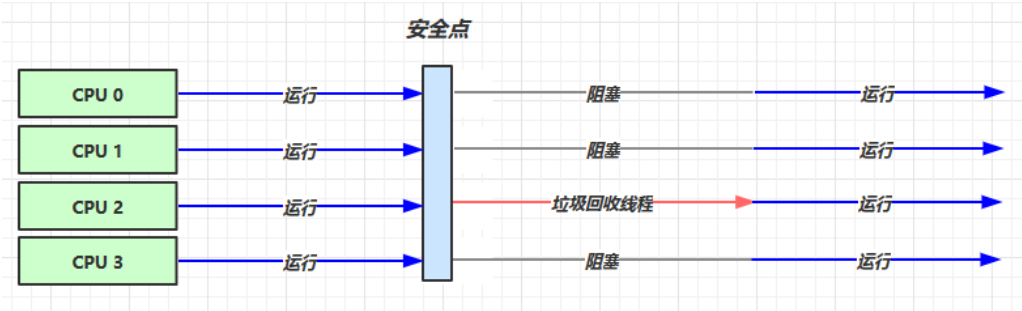 安全点
CPU 0 运行 阻塞 运行
CPU 1 运行 阻塞 运行
CPU 2 运行 垃圾回收线程 运行
CPU 3 运行 阻塞 运行